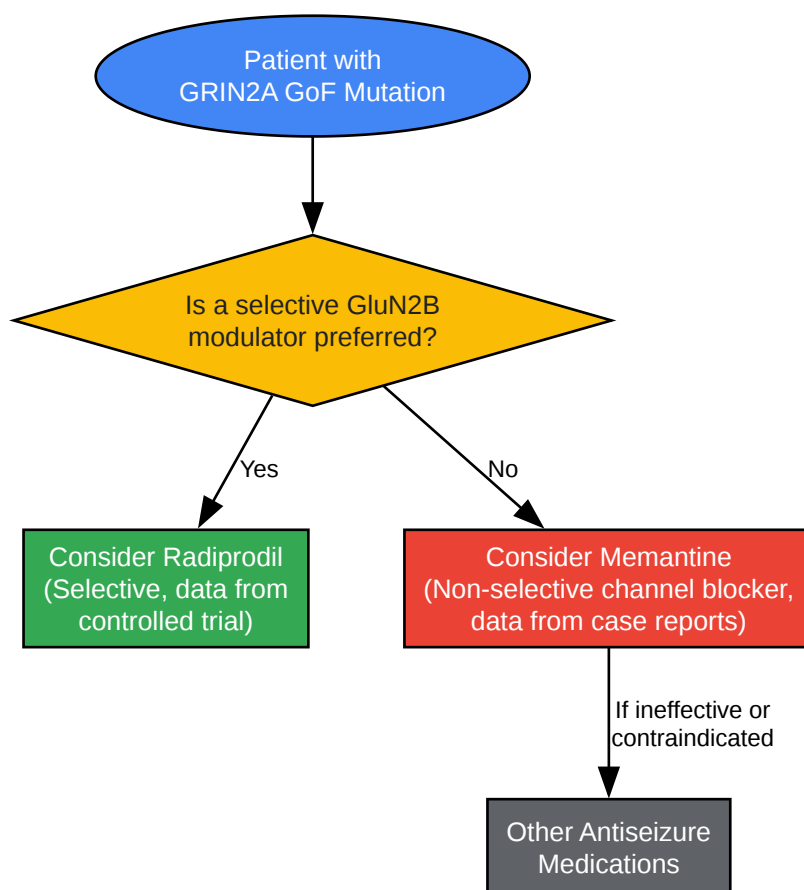 Patient with
GRIN2A GoF Mutation
Is a selective GluN2B
modulator preferred?
Yes
No
Consider Radiprodil
(Selective, data from
controlled trial)
Consider Memantine
(Non-selective channel blocker,
data from case reports)
If ineffective or
contraindicated
Other Antiseizure
Medications